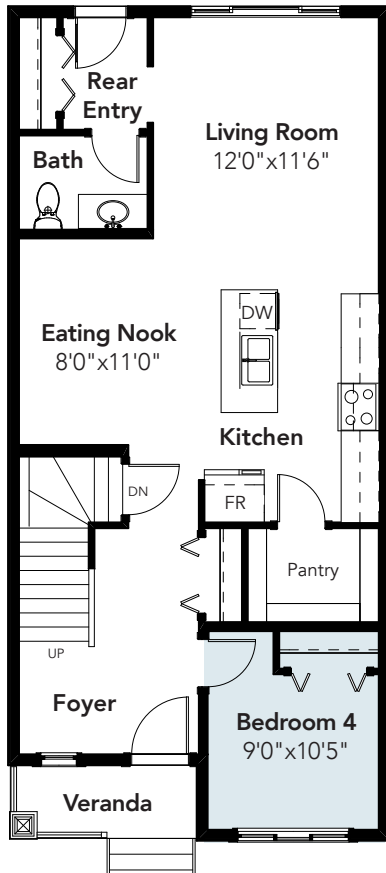 Rear
Entry
Living Room
12'0"x11'6"
Bath
DW
Eating Nook
8'0"x11'0"
Kitchen
DN
FR
Pantry
UP
Foyer
Bedroom 4
9'0"x10'5"
Veranda